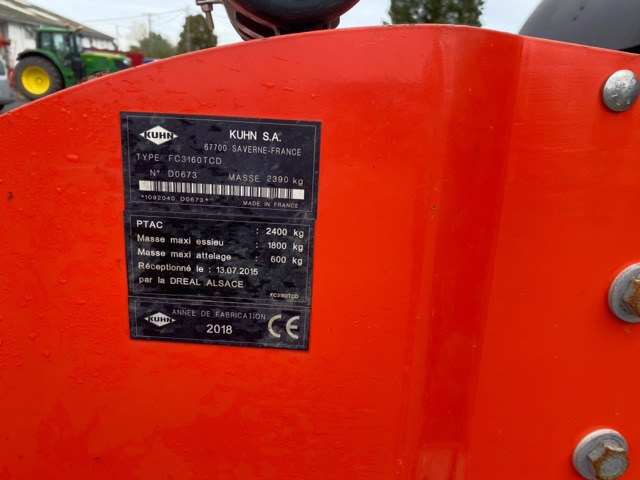 KUHN
KUHN S.A.
67700 SAVERNE-FRANCE
TYPE FC3160TCD
N° D0673 MASSE 2390 kg
*1092040 D0673*
MADE IN FRANCE
PTAC : 2400 kg
Masse maxi essieu : 1800 kg
Masse maxi attelage : 600 kg
Réceptionné le : 13.07.2015
par la DREAL ALSACE
FC3160TCD
KUHN
ANNÉE DE FABRICATION
2018
CE